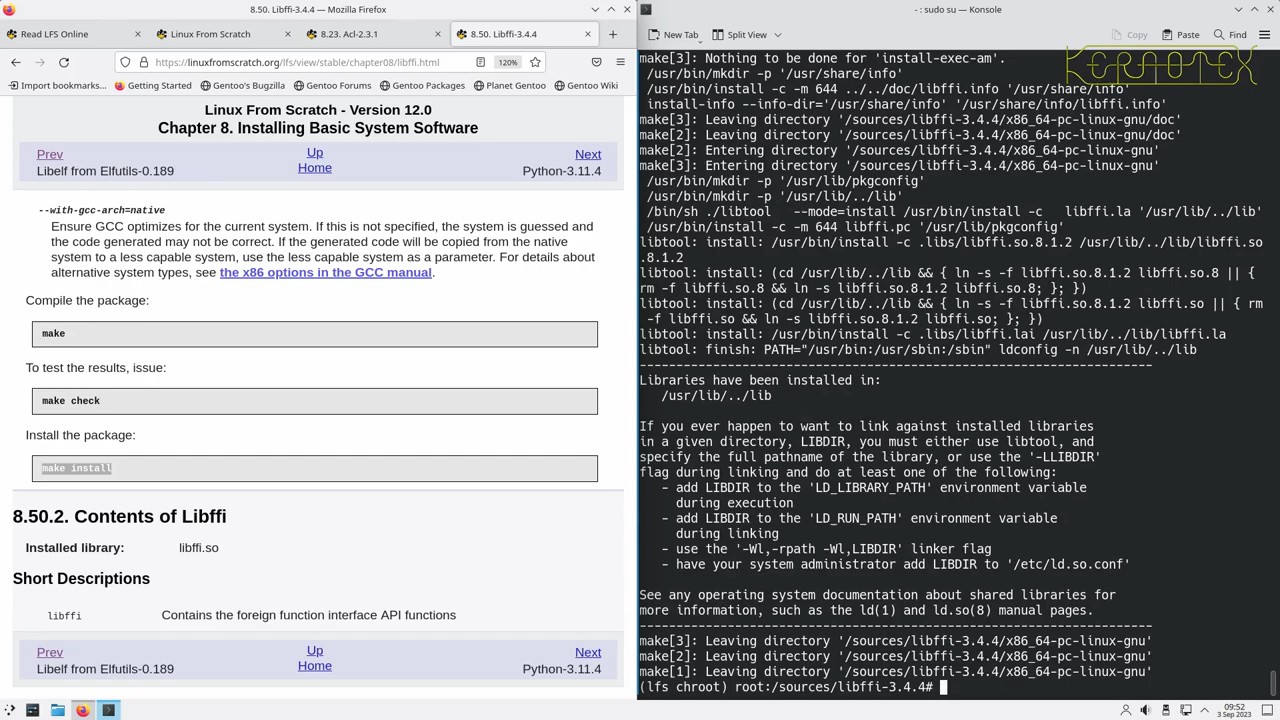 8.50. Libffi-3.4.4 — Mozilla Firefox
Read LFS Online
Linux From Scratch
8.23. Acl-2.3.1
8.50. Libffi-3.4.4
https://linuxfromscratch.org/lfs/view/stable/chapter08/libffi.html
120%
Import bookmarks...
Getting Started
Gentoo's Bugzilla
Gentoo Forums
Gentoo Packages
Planet Gentoo
Gentoo Wiki
Linux From Scratch - Version 12.0
Chapter 8. Installing Basic System Software
Prev
Up
Next
Libelf from Elfutils-0.189
Home
Python-3.11.4
--with-gcc-arch=native
Ensure GCC optimizes for the current system. If this is not specified, the system is guessed and
the code generated may not be correct. If the generated code will be copied from the native
system to a less capable system, use the less capable system as a parameter. For details about
alternative system types, see the x86 options in the GCC manual.
Compile the package:
make
To test the results, issue:
make check
Install the package:
make install
8.50.2. Contents of Libffi
Installed library: libffi.so
Short Descriptions
libffi Contains the foreign function interface API functions
Prev
Up
Next
Libelf from Elfutils-0.189
Home
Python-3.11.4
- : sudo su — Konsole
New Tab
Split View
Copy
Paste
Find
KERNOTEX
make[3]: Nothing to be done for 'install-exec-am'.
/usr/bin/mkdir -p '/usr/share/info'
/usr/bin/install -c -m 644 ../../doc/libffi.info '/usr/share/info'
install-info --info-dir='/usr/share/info' '/usr/share/info/libffi.info'
make[3]: Leaving directory '/sources/libffi-3.4.4/x86_64-pc-linux-gnu/doc'
make[2]: Leaving directory '/sources/libffi-3.4.4/x86_64-pc-linux-gnu/doc'
make[2]: Entering directory '/sources/libffi-3.4.4/x86_64-pc-linux-gnu'
make[3]: Entering directory '/sources/libffi-3.4.4/x86_64-pc-linux-gnu'
/usr/bin/mkdir -p '/usr/lib/pkgconfig'
/usr/bin/mkdir -p '/usr/lib/../lib'
/bin/sh ./libtool --mode=install /usr/bin/install -c libffi.la '/usr/lib/../lib'
/usr/bin/install -c -m 644 libffi.pc '/usr/lib/pkgconfig'
libtool: install: /usr/bin/install -c .libs/libffi.so.8.1.2 /usr/lib/../lib/libffi.so
.8.1.2
libtool: install: (cd /usr/lib/../lib && { ln -s -f libffi.so.8.1.2 libffi.so.8 || {
rm -f libffi.so.8 && ln -s libffi.so.8.1.2 libffi.so.8; }; })
libtool: install: (cd /usr/lib/../lib && { ln -s -f libffi.so.8.1.2 libffi.so || { rm
-f libffi.so && ln -s libffi.so.8.1.2 libffi.so; }; })
libtool: install: /usr/bin/install -c .libs/libffi.lai /usr/lib/../lib/libffi.la
libtool: finish: PATH="/usr/bin:/usr/sbin:/sbin" ldconfig -n /usr/lib/../lib
----------------------------------------------------------------------
Libraries have been installed in:
/usr/lib/../lib
If you ever happen to want to link against installed libraries
in a given directory, LIBDIR, you must either use libtool, and
specify the full pathname of the library, or use the '-LLIBDIR'
flag during linking and do at least one of the following:
- add LIBDIR to the 'LD_LIBRARY_PATH' environment variable
during execution
- add LIBDIR to the 'LD_RUN_PATH' environment variable
during linking
- use the '-Wl,-rpath -Wl,LIBDIR' linker flag
- have your system administrator add LIBDIR to '/etc/ld.so.conf'
See any operating system documentation about shared libraries for
more information, such as the ld(1) and ld.so(8) manual pages.
----------------------------------------------------------------------
make[3]: Leaving directory '/sources/libffi-3.4.4/x86_64-pc-linux-gnu'
make[2]: Leaving directory '/sources/libffi-3.4.4/x86_64-pc-linux-gnu'
make[1]: Leaving directory '/sources/libffi-3.4.4/x86_64-pc-linux-gnu'
(lfs chroot) root:/sources/libffi-3.4.4#
09:52
3 Sep 2023